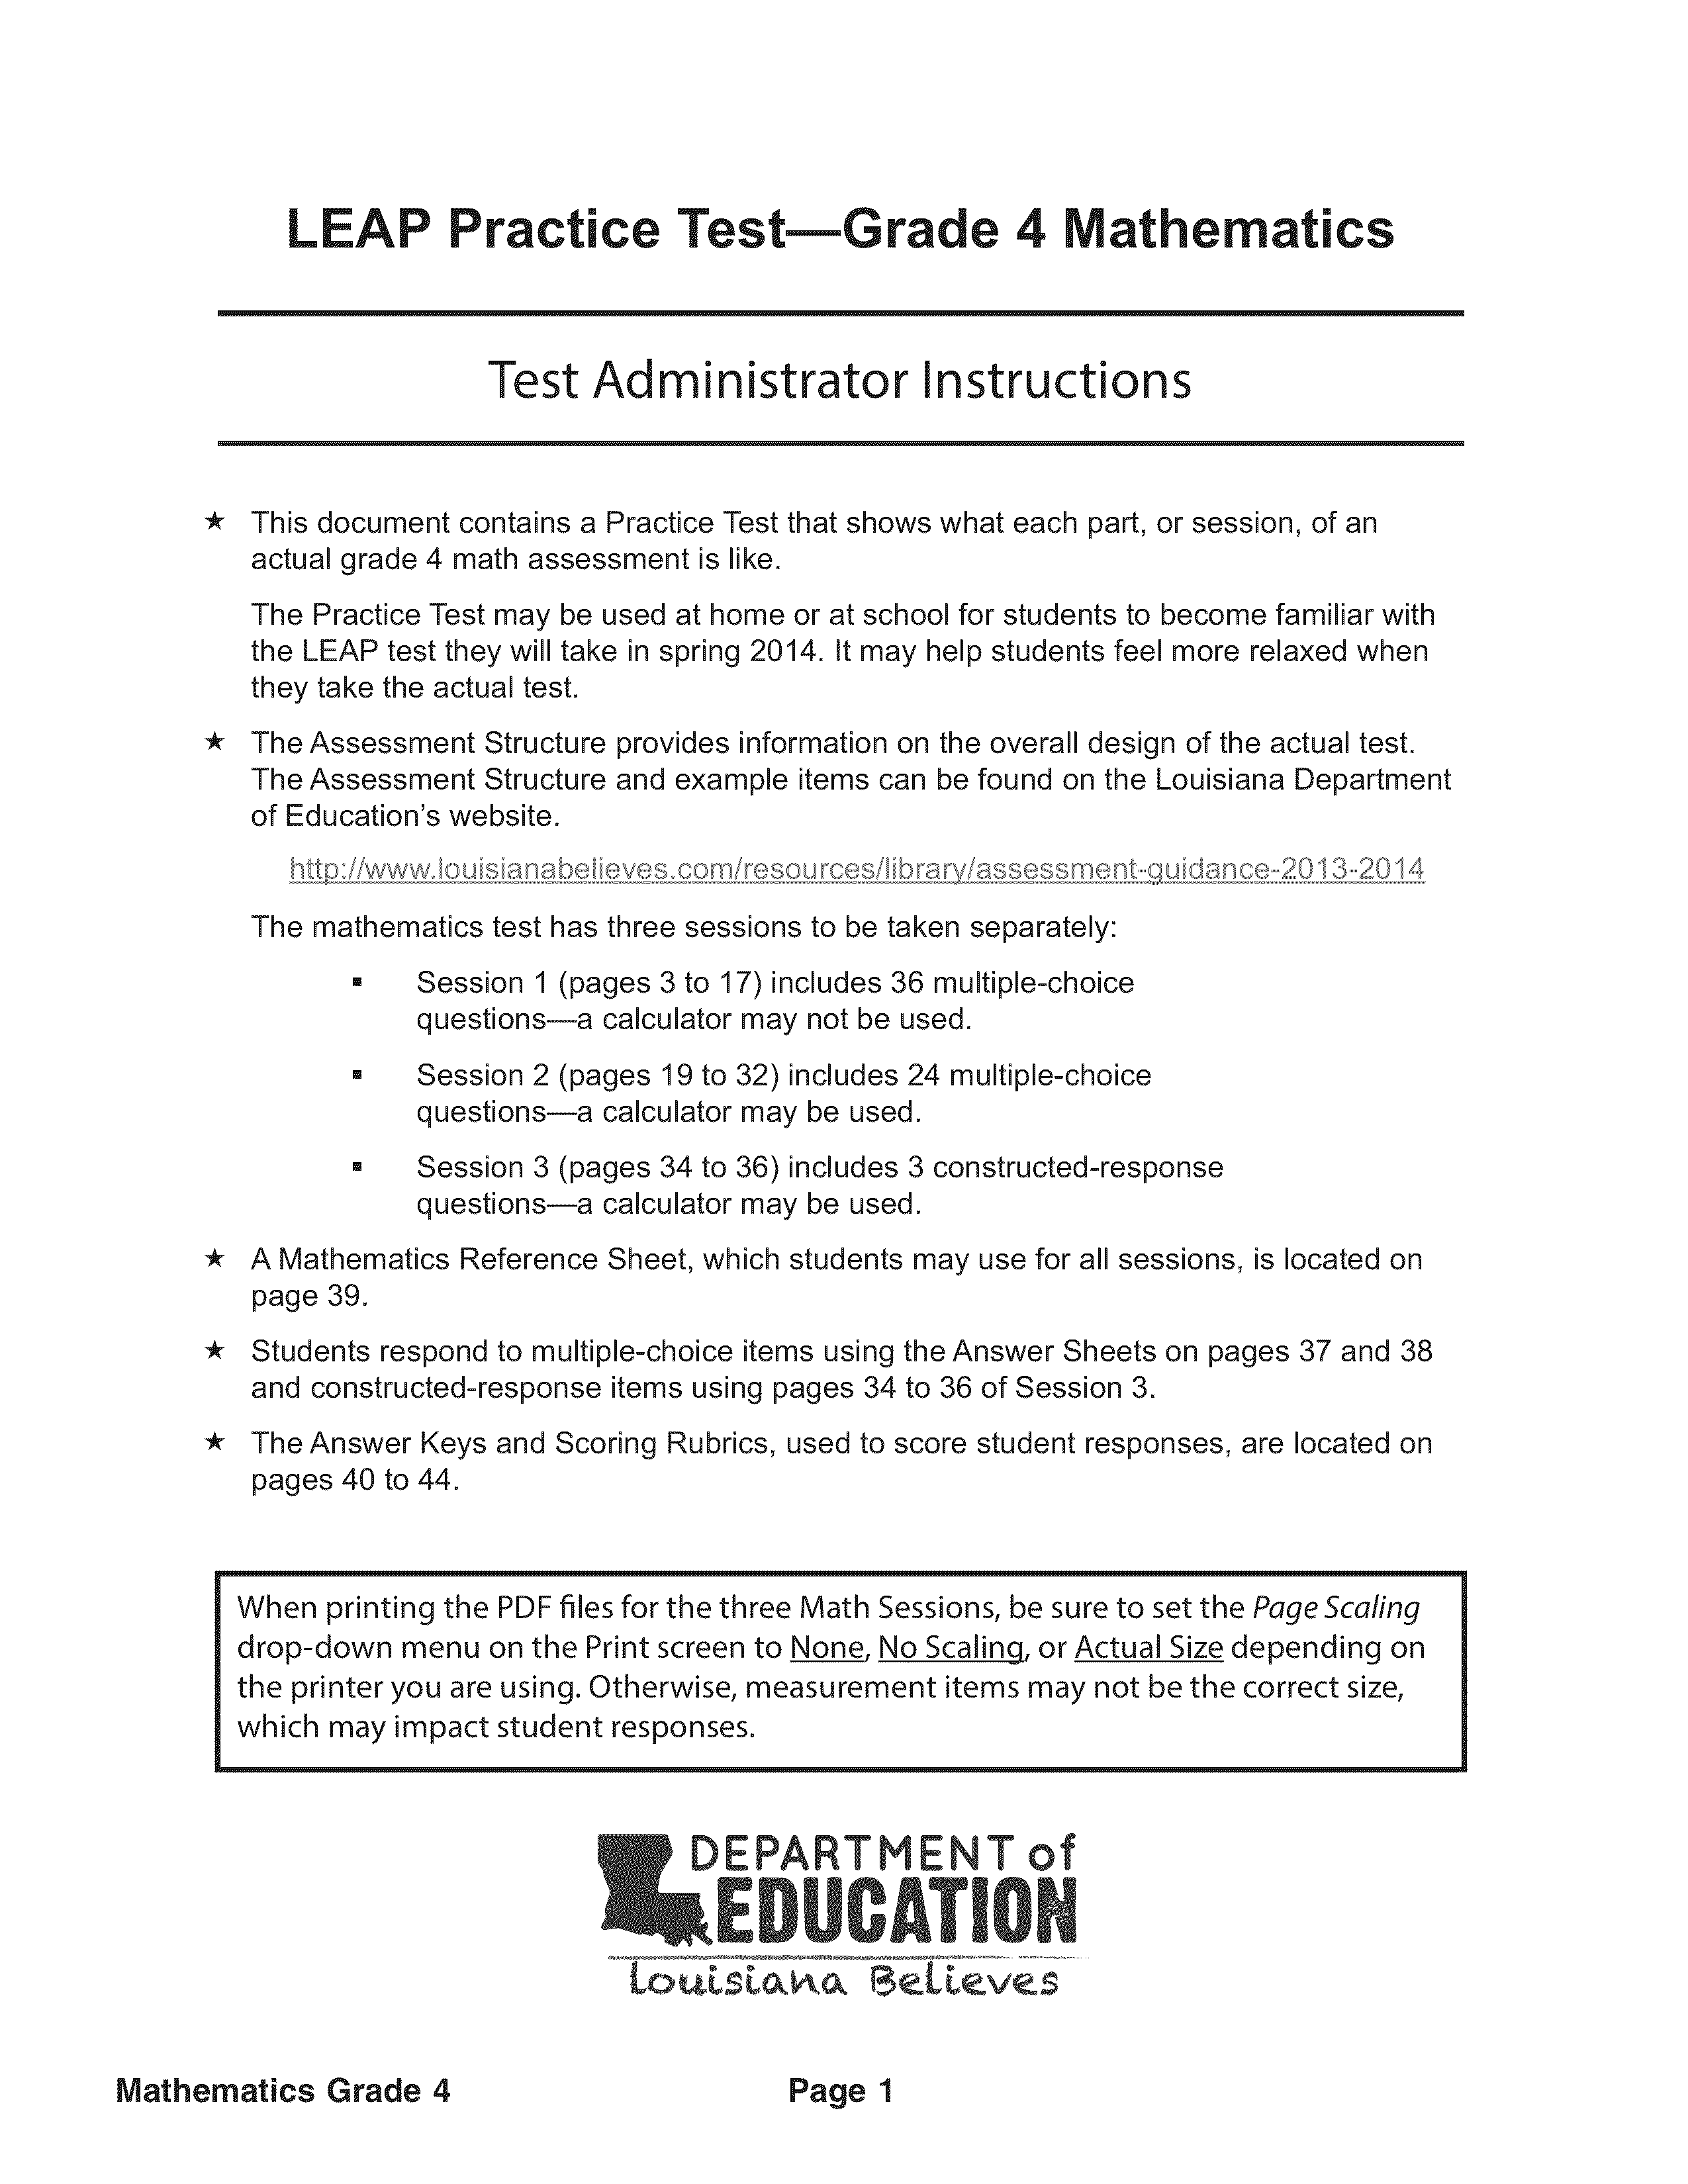 LEAP Practice Test—Grade 4 Mathematics
Test Administrator Instructions
★ This document contains a Practice Test that shows what each part, or session, of an
actual grade 4 math assessment is like.
The Practice Test may be used at home or at school for students to become familiar with
the LEAP test they will take in spring 2014. It may help students feel more relaxed when
they take the actual test.
★ The Assessment Structure provides information on the overall design of the actual test.
The Assessment Structure and example items can be found on the Louisiana Department
of Education's website.
http://www.louisianabelieves.com/resources/library/assessment-guidance-2013-2014
The mathematics test has three sessions to be taken separately:
▪ Session 1 (pages 3 to 17) includes 36 multiple-choice
questions—a calculator may not be used.
▪ Session 2 (pages 19 to 32) includes 24 multiple-choice
questions—a calculator may be used.
▪ Session 3 (pages 34 to 36) includes 3 constructed-response
questions—a calculator may be used.
★ A Mathematics Reference Sheet, which students may use for all sessions, is located on
page 39.
★ Students respond to multiple-choice items using the Answer Sheets on pages 37 and 38
and constructed-response items using pages 34 to 36 of Session 3.
★ The Answer Keys and Scoring Rubrics, used to score student responses, are located on
pages 40 to 44.
When printing the PDF files for the three Math Sessions, be sure to set the Page Scaling
drop-down menu on the Print screen to None, No Scaling, or Actual Size depending on
the printer you are using. Otherwise, measurement items may not be the correct size,
which may impact student responses.
DEPARTMENT of
EDUCATION
Louisiana Believes
Mathematics Grade 4 Page 1